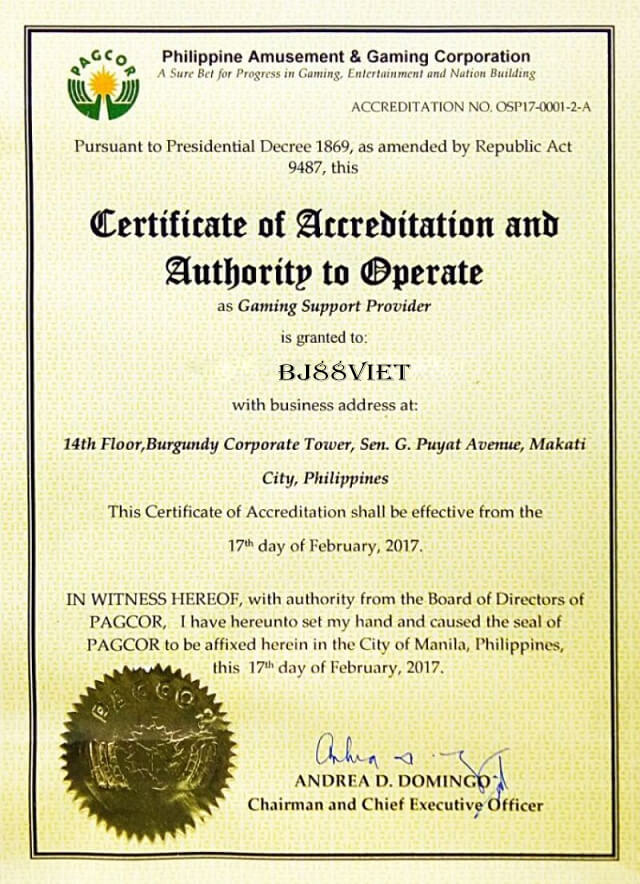 PAGCOR
Philippine Amusement & Gaming Corporation
A Sure Bet for Progress in Gaming, Entertainment and Nation Building
ACCREDITATION NO. OSP17-0001-2-A
Pursuant to Presidential Decree 1869, as amended by Republic Act
9487, this
Certificate of Accreditation and
Authority to Operate
as Gaming Support Provider
is granted to:
BJ88VIET
with business address at:
14th Floor,Burgundy Corporate Tower, Sen. G. Puyat Avenue, Makati
City, Philippines
This Certificate of Accreditation shall be effective from the
17th day of February, 2017.
IN WITNESS HEREOF, with authority from the Board of Directors of
PAGCOR, I have hereunto set my hand and caused the seal of
PAGCOR to be affixed herein in the City of Manila, Philippines,
this 17th day of February, 2017.
PAGCOR
ANDREA D. DOMINGO
Chairman and Chief Executive Officer